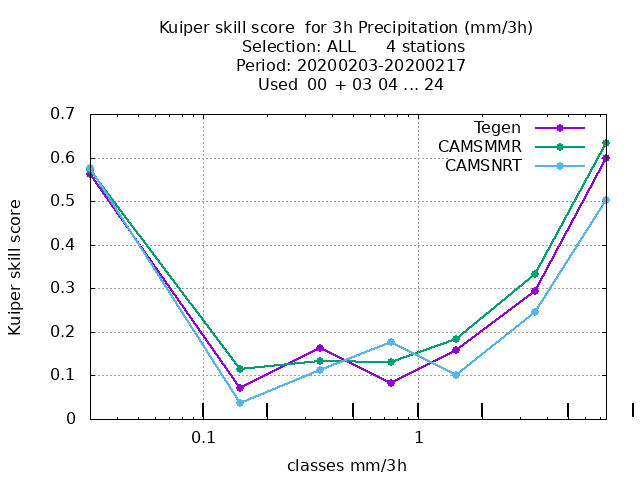 Kuiper skill score  for 3h Precipitation (mm/3h)
Selection: ALL      4 stations
Period: 20200203-20200217
Used  00  + 03 04 ... 24
Tegen
CAMSMMR
CAMSNRT
0.7
0.6
0.5
0.4
0.3
0.2
0.1
0
Kuiper skill score
0.1
1
classes mm/3h